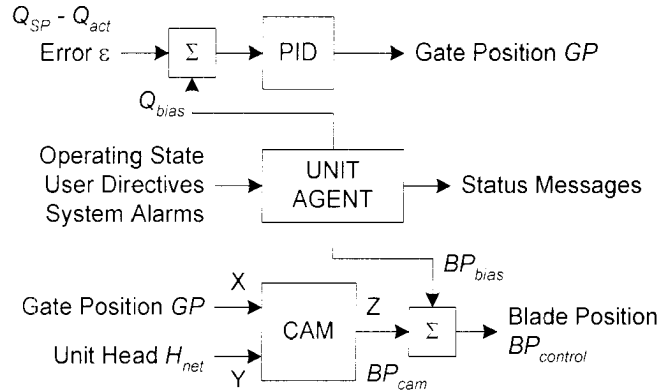 Q_SP - Q_act
Error ε
Σ
PID
Gate Position GP
Q_bias
Operating State
User Directives
System Alarms
UNIT
AGENT
Status Messages
BP_bias
X
Gate Position GP
CAM
Z
Σ
Blade Position
BP_control
Unit Head H_net
Y
BP_cam